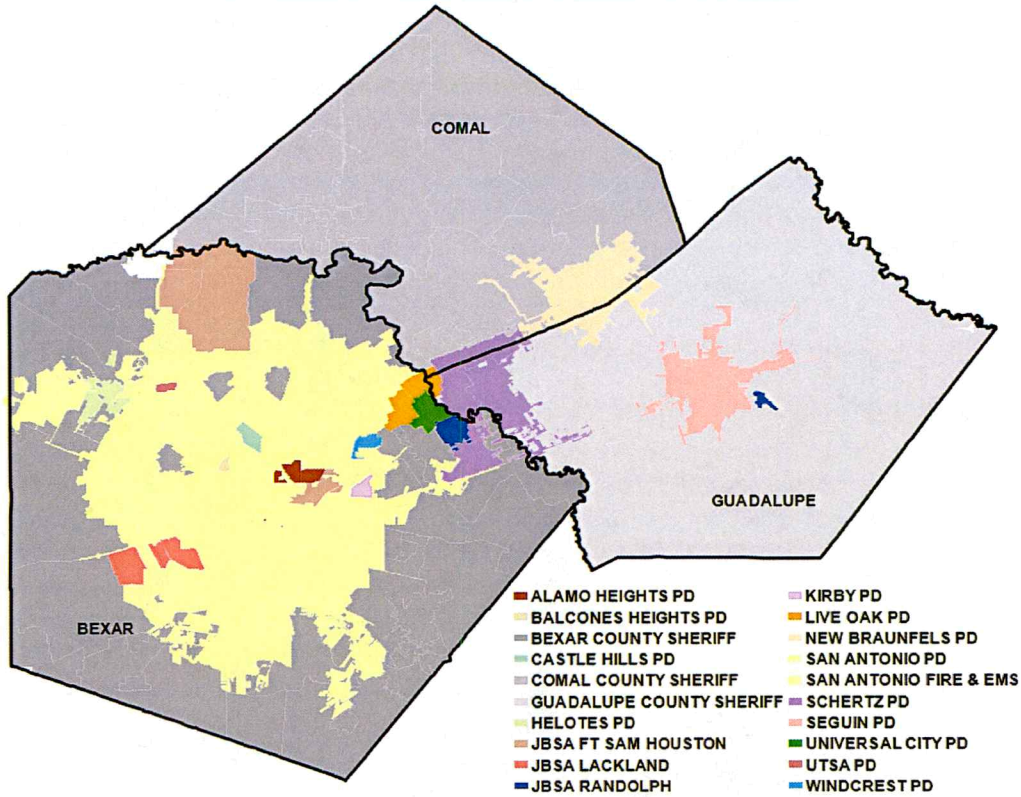 COMAL
GUADALUPE
BEXAR
ALAMO HEIGHTS PD
BALCONES HEIGHTS PD
BEXAR COUNTY SHERIFF
CASTLE HILLS PD
COMAL COUNTY SHERIFF
GUADALUPE COUNTY SHERIFF
HELOTES PD
JBSA FT SAM HOUSTON
JBSA LACKLAND
JBSA RANDOLPH
KIRBY PD
LIVE OAK PD
NEW BRAUNFELS PD
SAN ANTONIO PD
SAN ANTONIO FIRE & EMS
SCHERTZ PD
SEGUIN PD
UNIVERSAL CITY PD
UTSA PD
WINDCREST PD